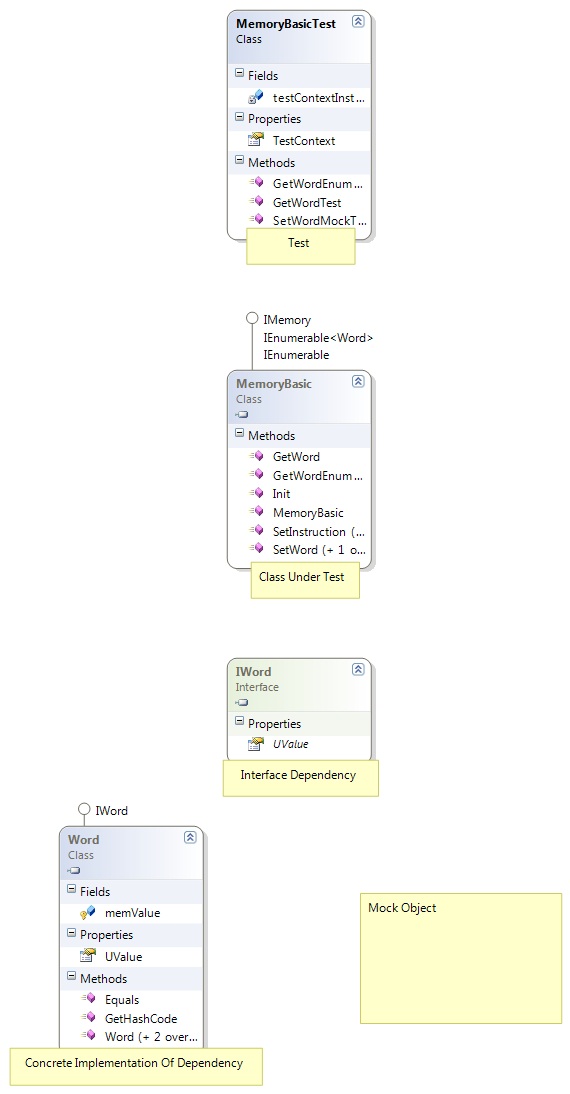 MemoryBasicTest
Class
Fields
testContextInst...
Properties
TestContext
Methods
GetWordEnum...
GetWordTest
SetWordMockT...
Test
IMemory
IEnumerable<Word>
IEnumerable
MemoryBasic
Class
Methods
GetWord
GetWordEnum...
Init
MemoryBasic
SetInstruction (...
SetWord (+ 1 o...
Class Under Test
IWord
Interface
Properties
UValue
Interface Dependency
IWord
Word
Class
Fields
memValue
Properties
UValue
Methods
Equals
GetHashCode
Word (+ 2 over...
Concrete Implementation Of Dependency
Mock Object